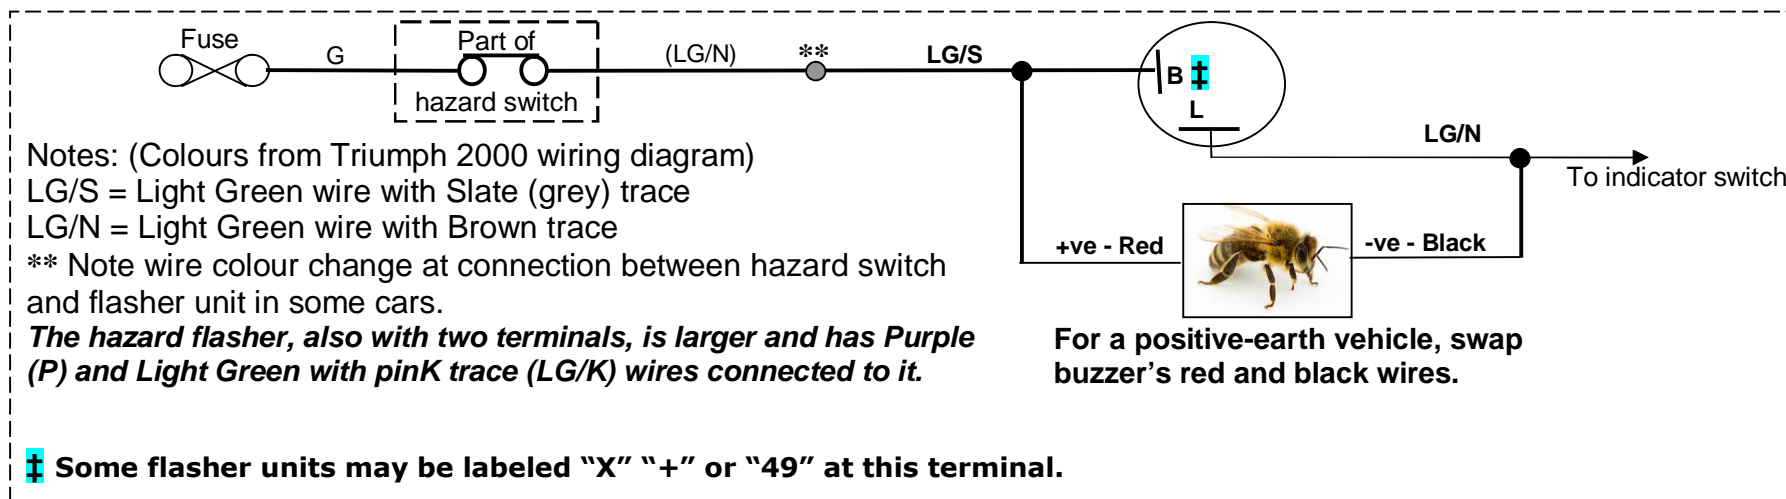 Fuse
G
Part of
hazard switch
(LG/N)
**
LG/S
B ‡
L
LG/N
To indicator switch
+ve - Red
-ve - Black
Notes: (Colours from Triumph 2000 wiring diagram)
LG/S = Light Green wire with Slate (grey) trace
LG/N = Light Green wire with Brown trace
** Note wire colour change at connection between hazard switch
and flasher unit in some cars.
The hazard flasher, also with two terminals, is larger and has Purple
(P) and Light Green with pinK trace (LG/K) wires connected to it.
For a positive-earth vehicle, swap
buzzer’s red and black wires.
‡ Some flasher units may be labeled “X” “+” or “49” at this terminal.